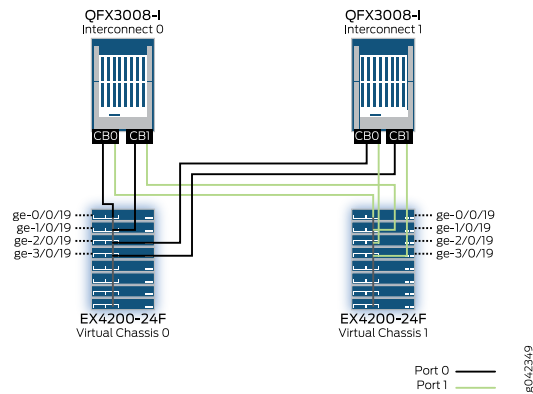 QFX3008-I
Interconnect 0
QFX3008-I
Interconnect 1
CB0
CB1
CB0
CB1
ge-0/0/19
ge-1/0/19
ge-2/0/19
ge-3/0/19
ge-0/0/19
ge-1/0/19
ge-2/0/19
ge-3/0/19
EX4200-24F
Virtual Chassis 0
EX4200-24F
Virtual Chassis 1
Port 0
Port 1
g042349